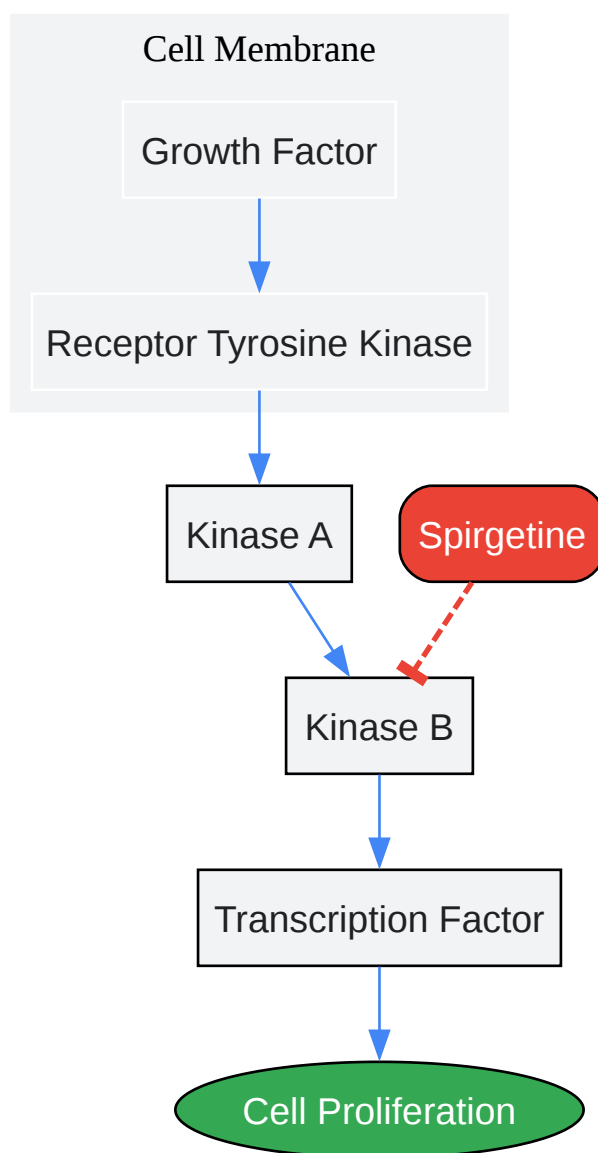 Cell Membrane
Growth Factor
Receptor Tyrosine Kinase
Kinase A
Spirgetine
Kinase B
Transcription Factor
Cell Proliferation